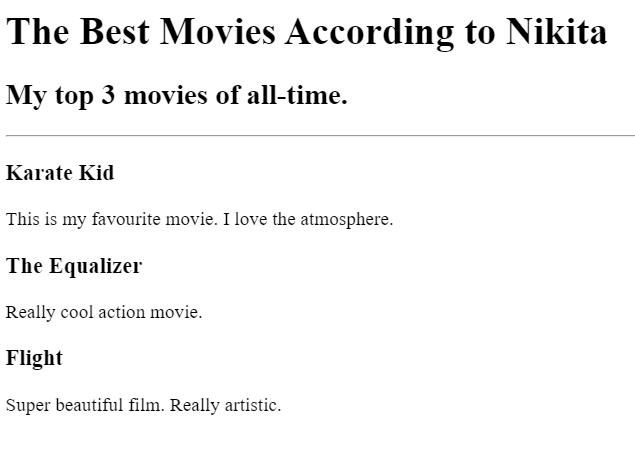 The Best Movies According to Nikita
My top 3 movies of all-time.
Karate Kid
This is my favourite movie. I love the atmosphere.
The Equalizer
Really cool action movie.
Flight
Super beautiful film. Really artistic.